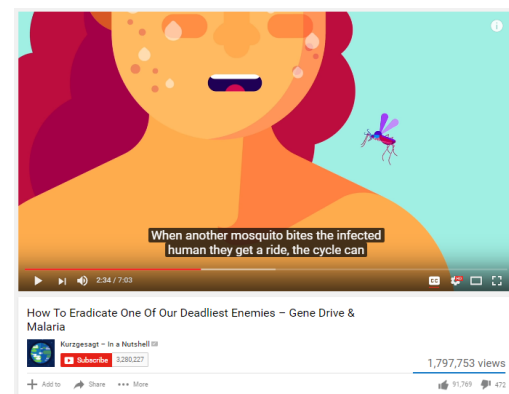 When another mosquito bites the infected
human they get a ride, the cycle can
2:34 / 7:03
CC
HD
How To Eradicate One Of Our Deadliest Enemies – Gene Drive &
Malaria
Kurzgesagt – In a Nutshell
Subscribe 3,280,227
1,797,753 views
Add to Share More
91,769 472